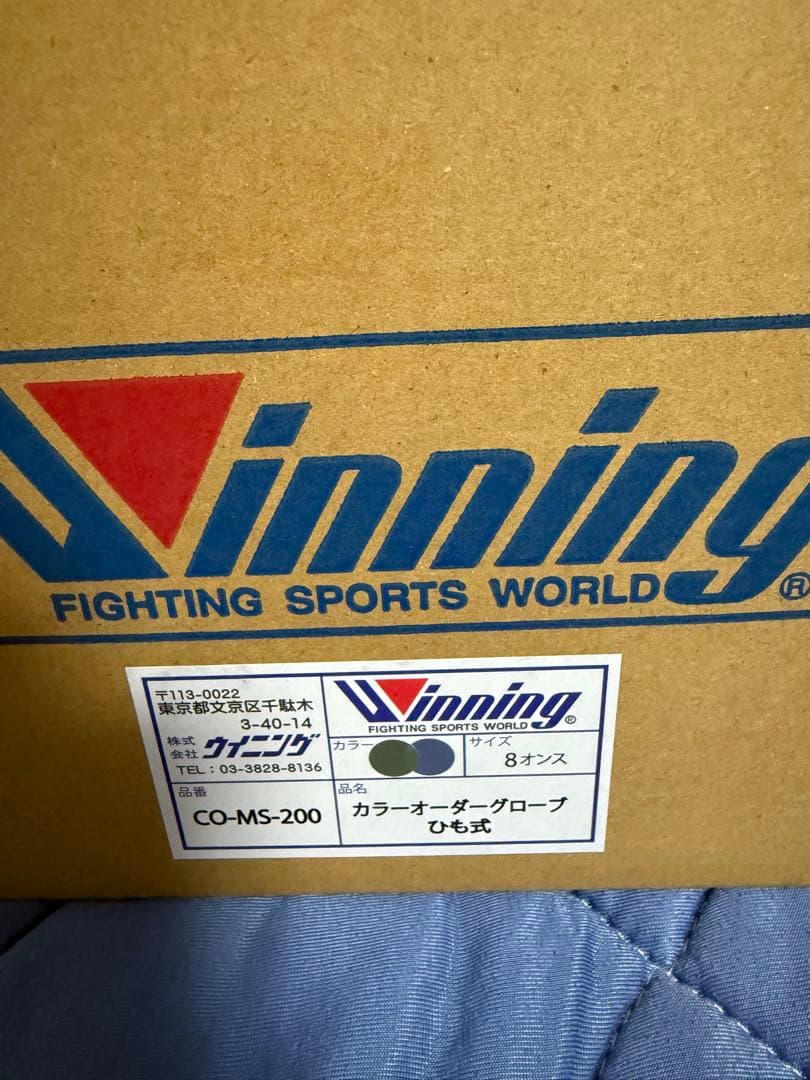 Winning
FIGHTING SPORTS WORLD
®
〒113-0022
東京都文京区千駄木
3-40-14
株式会社 ウイニング
TEL：03-3828-8136
Winning
FIGHTING SPORTS WORLD ®
カラー
サイズ
8オンス
品番
CO-MS-200
品名
カラーオーダーグローブ
ひも式